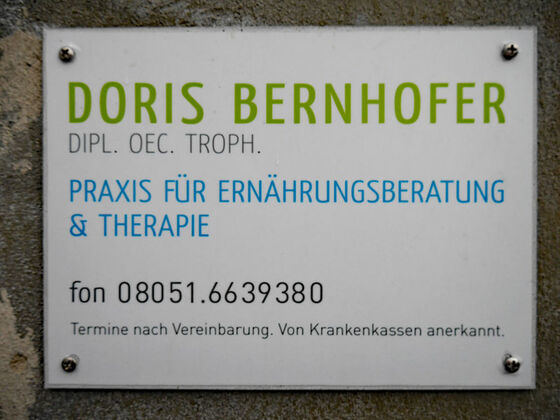 DORIS BERNHOFER
DIPL. OEC. TROPH.
PRAXIS FÜR ERNÄHRUNGSBERATUNG
& THERAPIE
fon 08051.6639380
Termine nach Vereinbarung. Von Krankenkassen anerkannt.